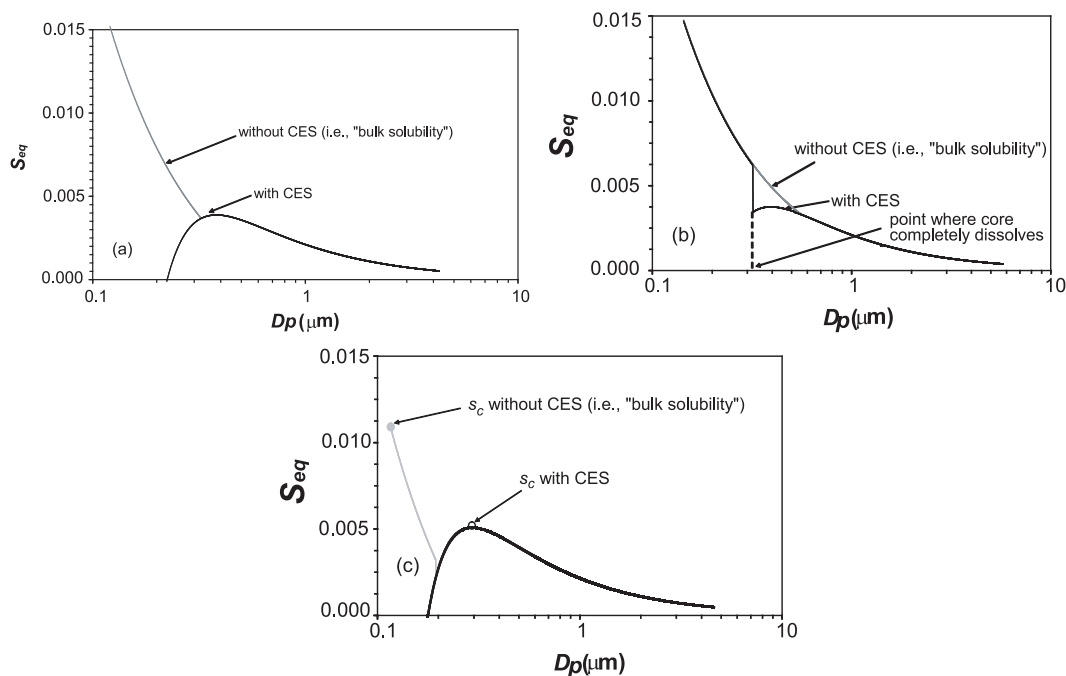 0.015
0.010
0.005
0.000
Seq
without CES (i.e., "bulk solubility")
with CES
(a)
0.1
1
10
Dp (μm)
0.015
0.010
0.005
0.000
Seq
without CES (i.e., "bulk solubility")
with CES
point where core
completely dissolves
(b)
0.1
1
10
Dp(μm)
0.015
0.010
0.005
0.000
Seq
sc without CES (i.e., "bulk solubility")
sc with CES
(c)
0.1
1
10
Dp(μm)